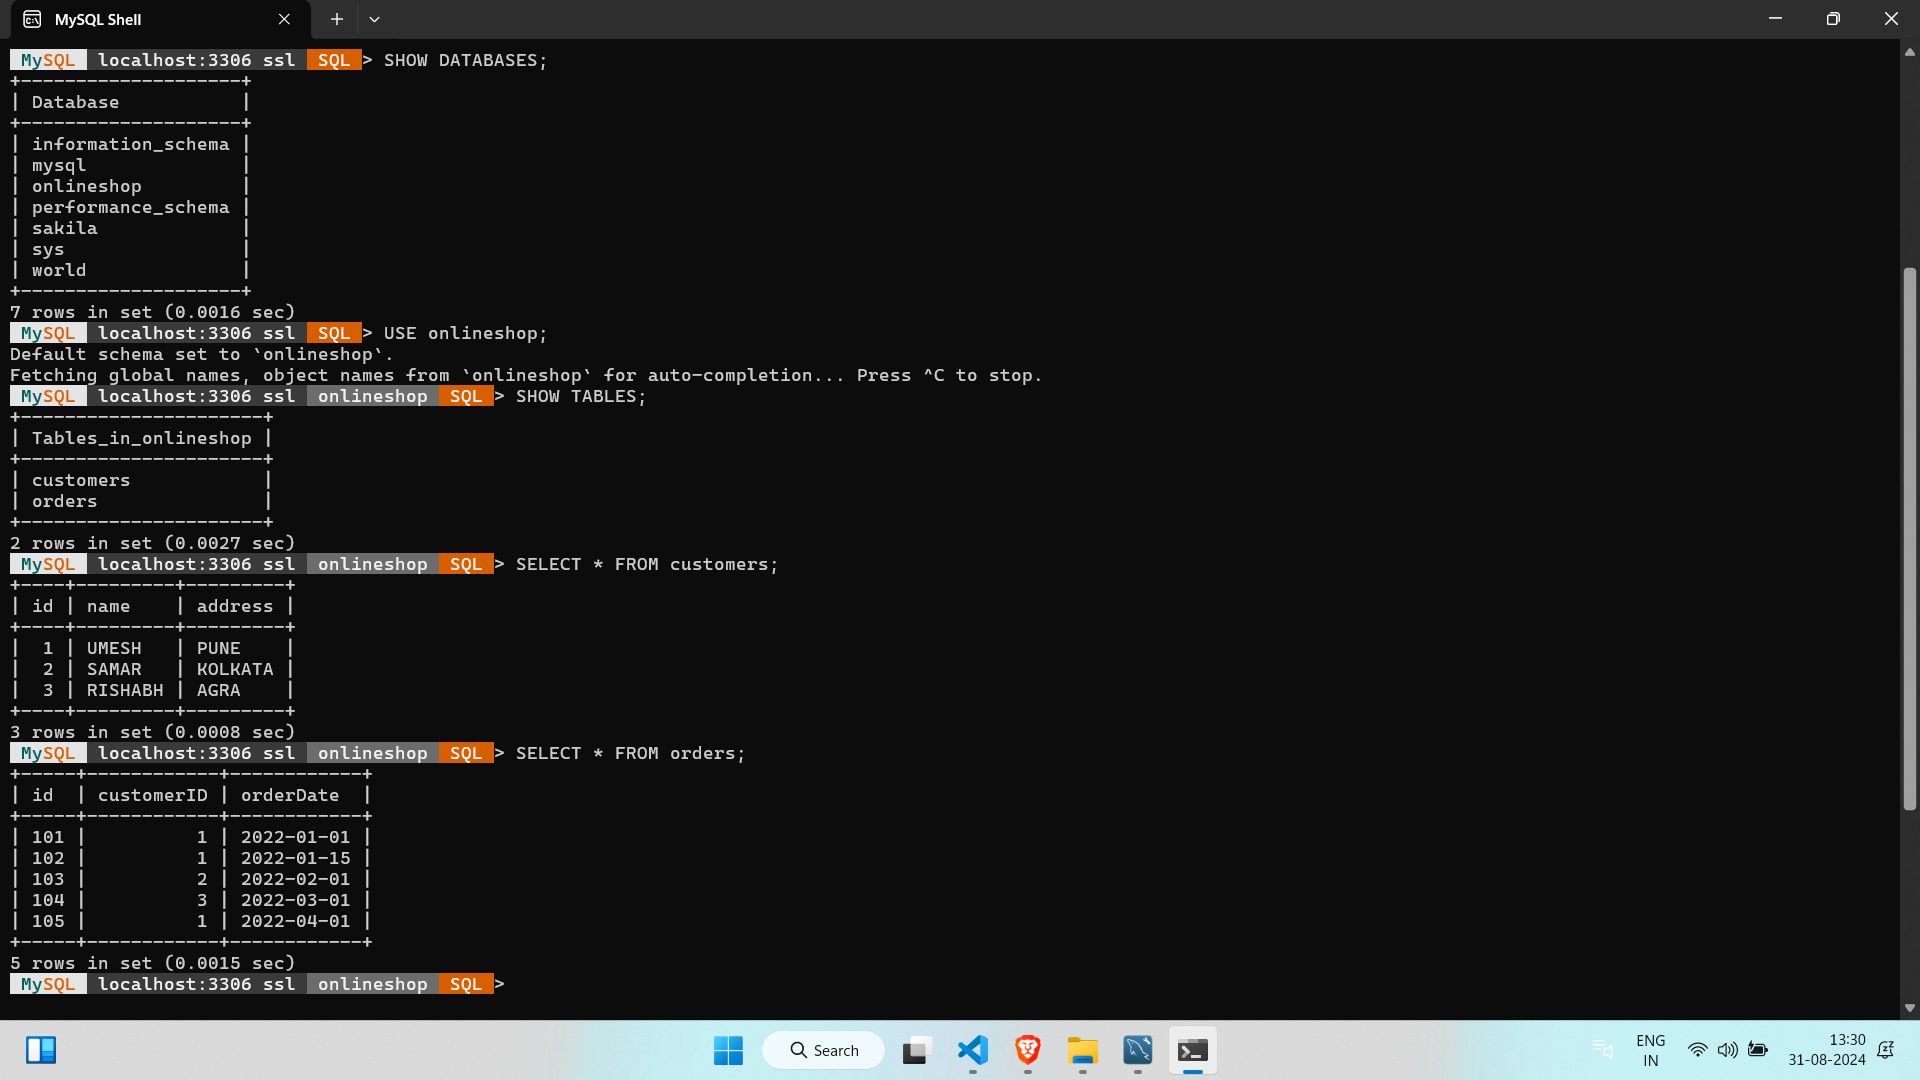 MySQL Shell
MySQL localhost:3306 ssl SQL > SHOW DATABASES;
+--------------------+
| Database           |
+--------------------+
| information_schema |
| mysql              |
| onlineshop         |
| performance_schema |
| sakila             |
| sys                |
| world              |
+--------------------+
7 rows in set (0.0016 sec)
MySQL localhost:3306 ssl SQL > USE onlineshop;
Default schema set to `onlineshop`.
Fetching global names, object names from `onlineshop` for auto-completion... Press ^C to stop.
MySQL localhost:3306 ssl onlineshop SQL > SHOW TABLES;
+----------------------+
| Tables_in_onlineshop |
+----------------------+
| customers            |
| orders               |
+----------------------+
2 rows in set (0.0027 sec)
MySQL localhost:3306 ssl onlineshop SQL > SELECT * FROM customers;
+----+---------+---------+
| id | name    | address |
+----+---------+---------+
|  1 | UMESH   | PUNE    |
|  2 | SAMAR   | KOLKATA |
|  3 | RISHABH | AGRA    |
+----+---------+---------+
3 rows in set (0.0008 sec)
MySQL localhost:3306 ssl onlineshop SQL > SELECT * FROM orders;
+-----+------------+------------+
| id  | customerID | orderDate  |
+-----+------------+------------+
| 101 |          1 | 2022-01-01 |
| 102 |          1 | 2022-01-15 |
| 103 |          2 | 2022-02-01 |
| 104 |          3 | 2022-03-01 |
| 105 |          1 | 2022-04-01 |
+-----+------------+------------+
5 rows in set (0.0015 sec)
MySQL localhost:3306 ssl onlineshop SQL >
Search
ENG
IN
13:30
31-08-2024